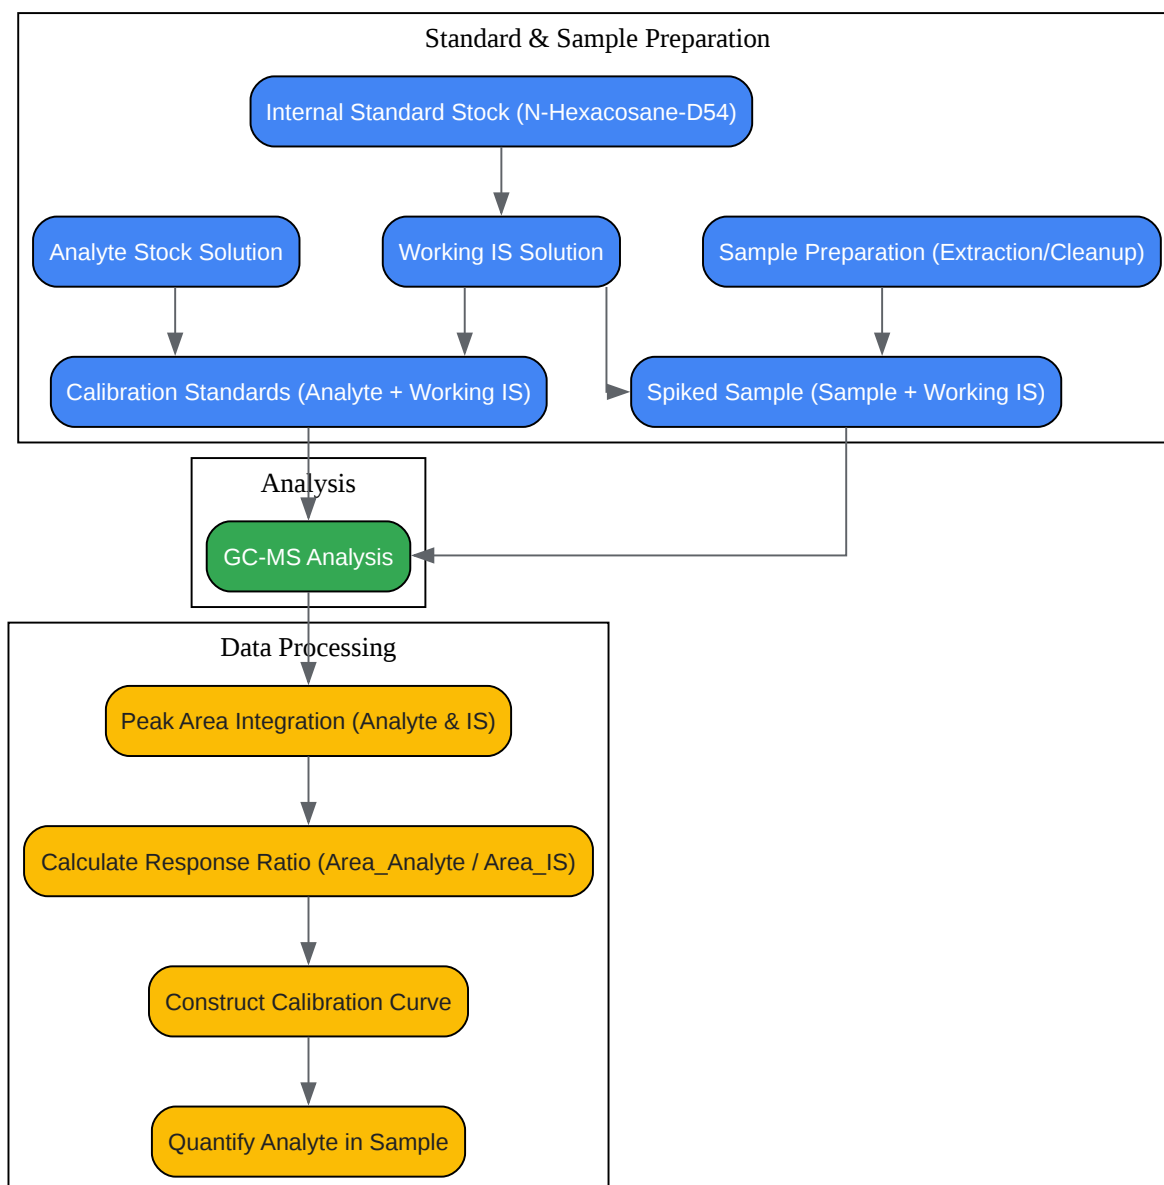 Standard & Sample Preparation
Internal Standard Stock (N-Hexacosane-D54)
Analyte Stock Solution
Working IS Solution
Sample Preparation (Extraction/Cleanup)
Calibration Standards (Analyte + Working IS)
Spiked Sample (Sample + Working IS)
Analysis
GC-MS Analysis
Data Processing
Peak Area Integration (Analyte & IS)
Calculate Response Ratio (Area_Analyte / Area_IS)
Construct Calibration Curve
Quantify Analyte in Sample